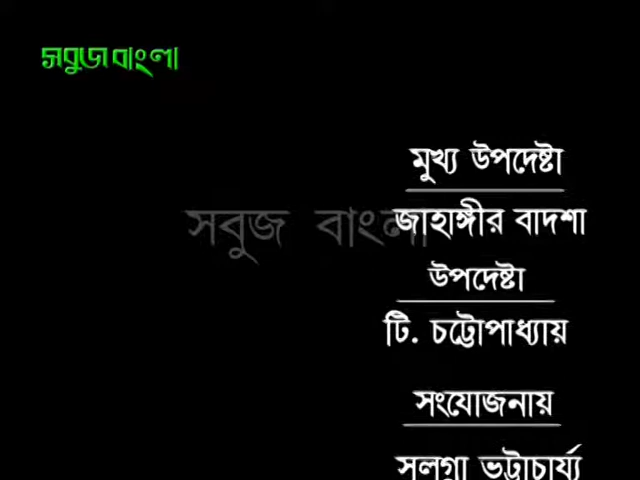 সবুজ বাংলা
মুখ্য উপদেষ্টা
সবুজ বাংলা
জাহাঙ্গীর বাদশা
উপদেষ্টা
টি. চট্টোপাধ্যায়
সংযোজনায়
সলগ্না ভট্টাচার্য্য